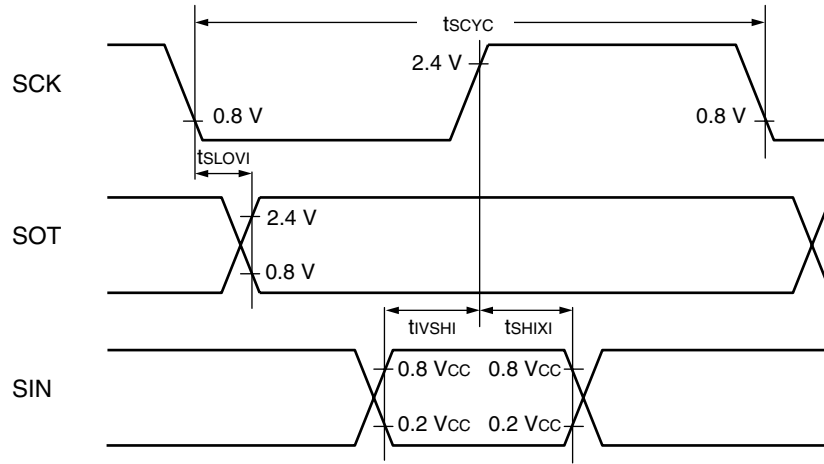 tSCYC
SCK
2.4 V
0.8 V
0.8 V
tSLOVI
SOT
2.4 V
0.8 V
tIVSHI
tSHIXI
SIN
0.8 VCC
0.8 VCC
0.2 VCC
0.2 VCC